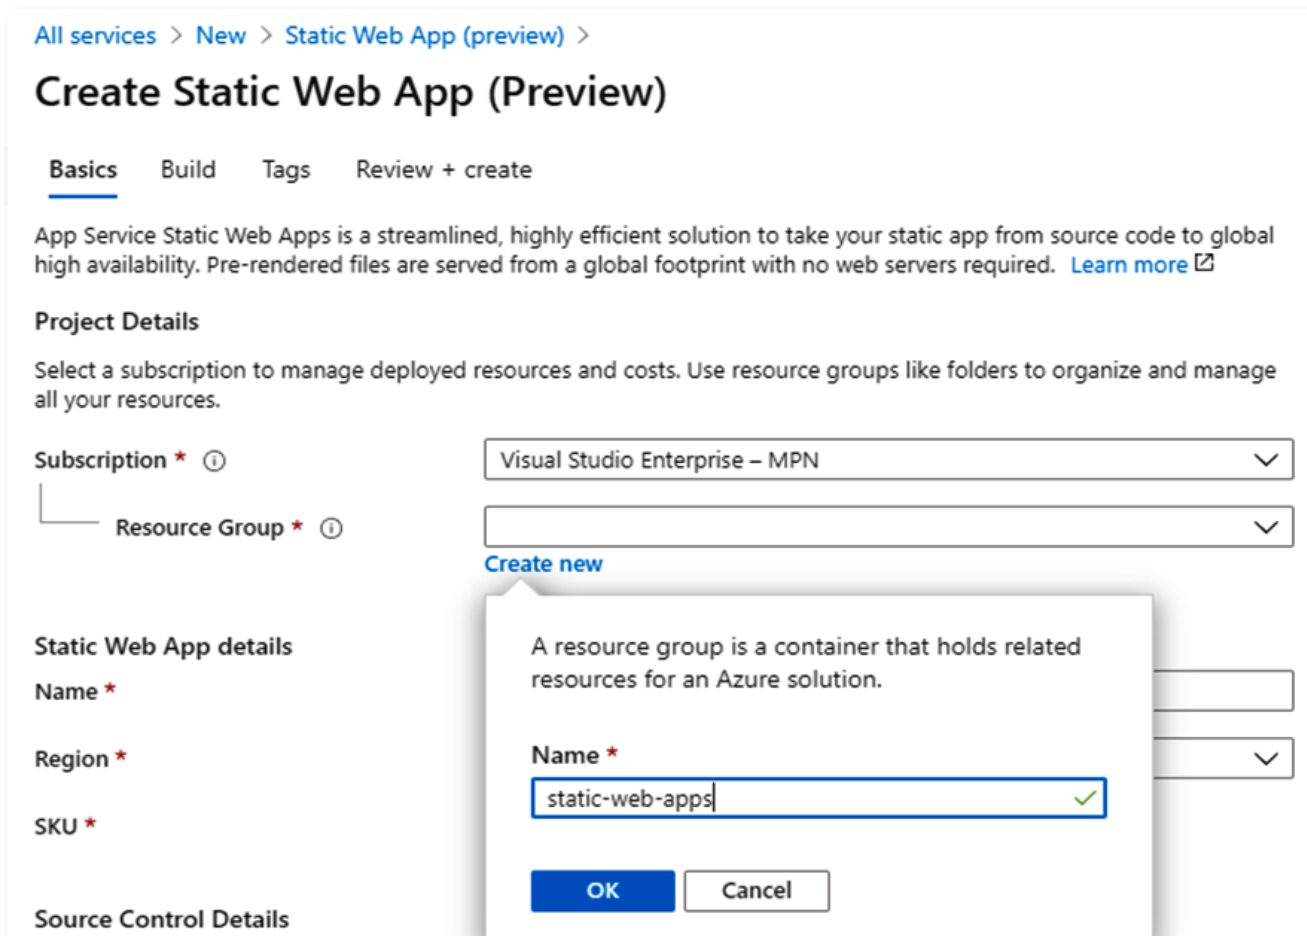 All services > New > Static Web App (preview) >
Create Static Web App (Preview)
Basics Build Tags Review + create
App Service Static Web Apps is a streamlined, highly efficient solution to take your static app from source code to global
high availability. Pre-rendered files are served from a global footprint with no web servers required. Learn more
Project Details
Select a subscription to manage deployed resources and costs. Use resource groups like folders to organize and manage
all your resources.
Subscription *
Visual Studio Enterprise – MPN
Resource Group *
Create new
A resource group is a container that holds related
resources for an Azure solution.
Name *
static-web-apps
OK Cancel
Static Web App details
Name *
Region *
SKU *
Source Control Details